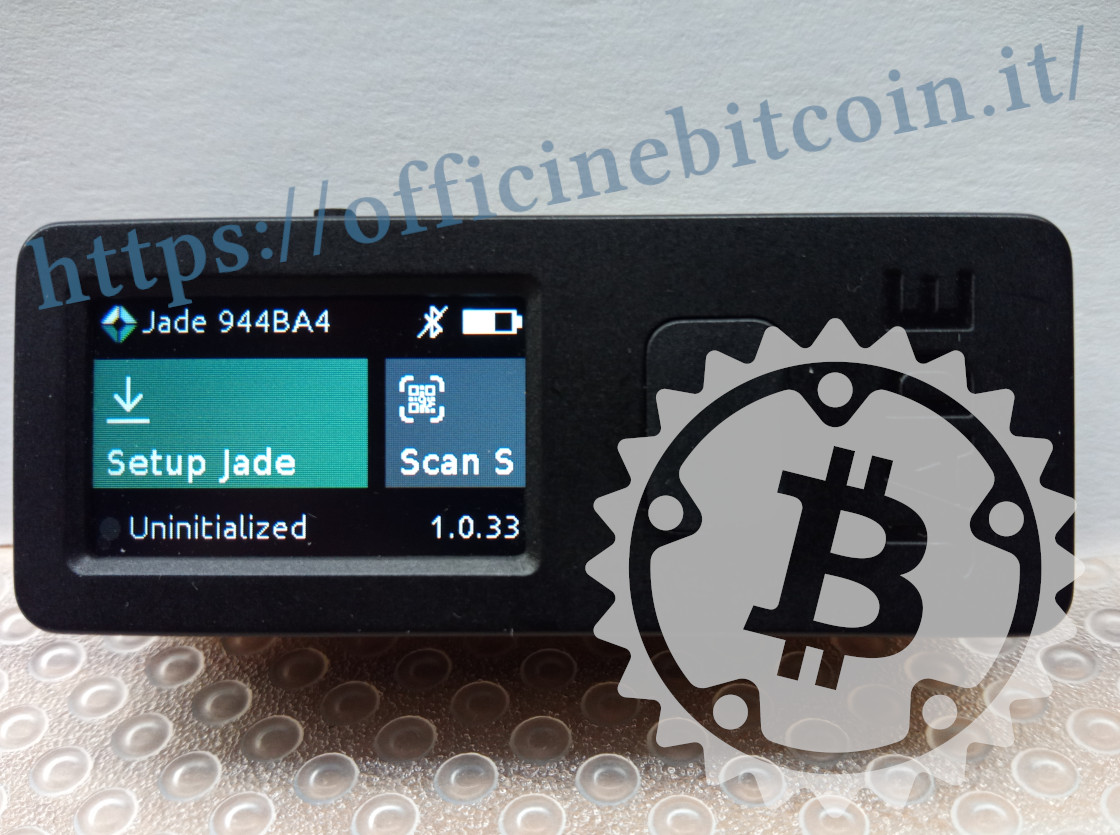 https://officinebitcoin.it/
Jade 944BA4
Setup Jade
Scan S
Uninitialized
1.0.33